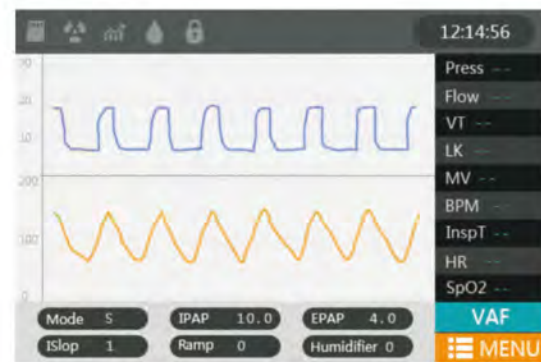 12:14:56
Press --
Flow --
VT --
LK --
MV --
BPM --
InspT --
HR --
SpO2 --
20
10
200
100
0
Mode S
IPAP 10.0
EPAP 4.0
ISlop 1
Ramp 0
Humidifier 0
VAF
MENU